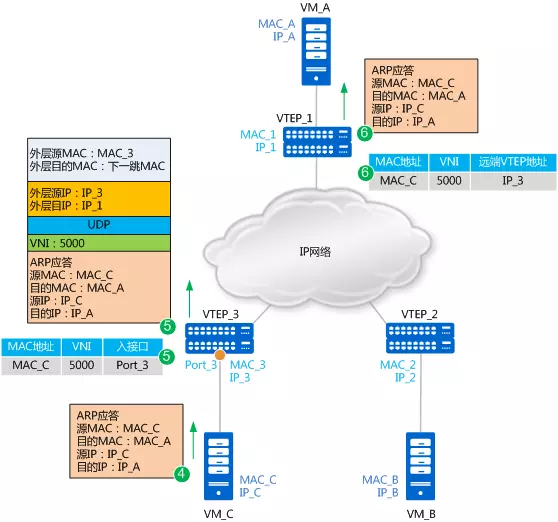 VM_A
MAC_A
IP_A
ARP应答
源MAC：MAC_C
目的MAC：MAC_A
源IP：IP_C
目的IP：IP_A
6
VTEP_1
MAC_1
IP_1
6
MAC地址 VNI 远端VTEP地址
MAC_C 5000 IP_3
外层源MAC：MAC_3
外层目的MAC：下一跳MAC
外层源IP：IP_3
外层目IP：IP_1
UDP
VNI：5000
ARP应答
源MAC：MAC_C
目的MAC：MAC_A
源IP：IP_C
目的IP：IP_A
5
IP网络
VTEP_3
VTEP_2
MAC地址 VNI 入接口
MAC_C 5000 Port_3
5
Port_3
MAC_3
IP_3
MAC_2
IP_2
ARP应答
源MAC：MAC_C
目的MAC：MAC_A
源IP：IP_C
目的IP：IP_A
4
MAC_C
IP_C
VM_C
MAC_B
IP_B
VM_B